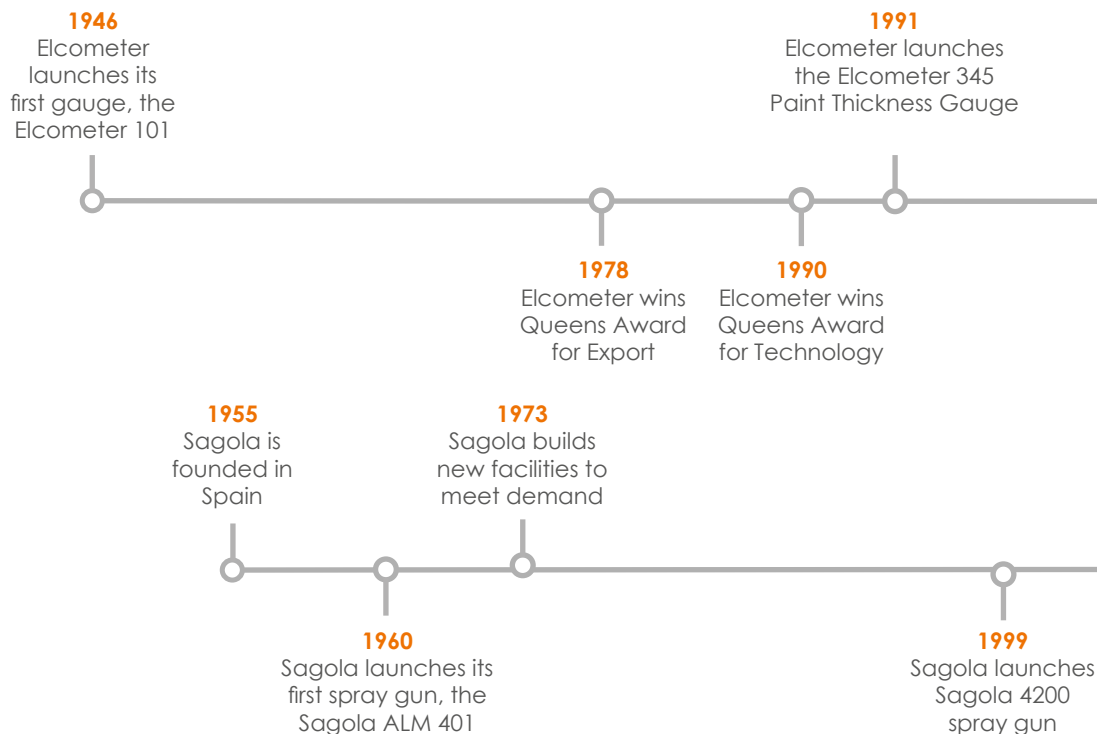 1946
Elcometer
launches its
first gauge, the
Elcometer 101
1991
Elcometer launches
the Elcometer 345
Paint Thickness Gauge
1978
Elcometer wins
Queens Award
for Export
1990
Elcometer wins
Queens Award
for Technology
1955
Sagola is
founded in
Spain
1973
Sagola builds
new facilities to
meet demand
1960
Sagola launches its
first spray gun, the
Sagola ALM 401
1999
Sagola launches
Sagola 4200
spray gun